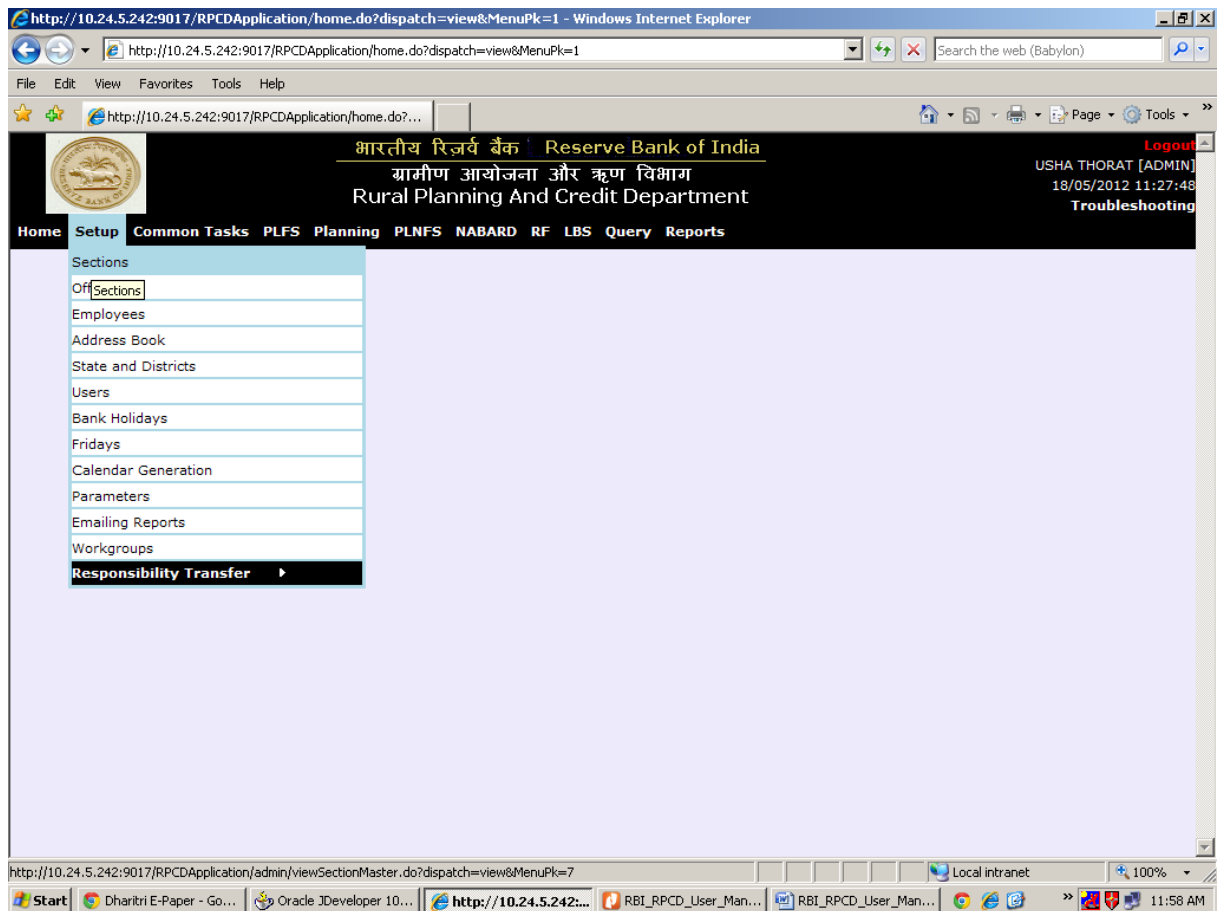 http://10.24.5.242:9017/RPCDApplication/home.do?dispatch=view&MenuPk=1 - Windows Internet Explorer
http://10.24.5.242:9017/RPCDApplication/home.do?dispatch=view&MenuPk=1
Search the web (Babylon)
File Edit View Favorites Tools Help
http://10.24.5.242:9017/RPCDApplication/home.do?...
Page Tools
भारतीय रिज़र्व बैंक Reserve Bank of India
ग्रामीण आयोजना और ऋण विभाग
Rural Planning And Credit Department
Logout
USHA THORAT [ADMIN]
18/05/2012 11:27:48
Troubleshooting
Home Setup Common Tasks PLFS Planning PLNFS NABARD RF LBS Query Reports
Sections
Off
Sections
Employees
Address Book
State and Districts
Users
Bank Holidays
Fridays
Calendar Generation
Parameters
Emailing Reports
Workgroups
Responsibility Transfer
http://10.24.5.242:9017/RPCDApplication/admin/viewSectionMaster.do?dispatch=view&MenuPk=7
Local intranet
100%
Start
Dharitri E-Paper - Go...
Oracle JDeveloper 10...
http://10.24.5.242:...
RBI_RPCD_User_Man...
RBI_RPCD_User_Man...
11:58 AM